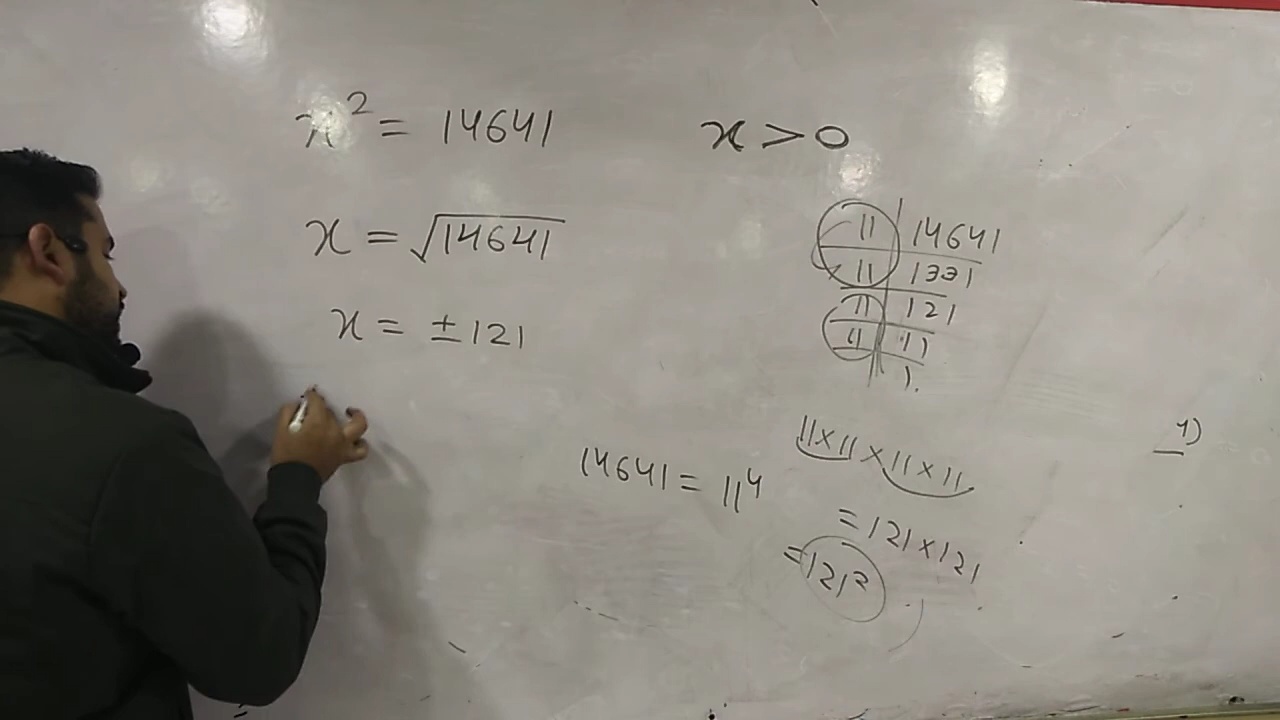 x² = 14641
x > 0
x = √14641
x = ± 121
11 | 14641
11 | 1331
11 | 121
11 | 11
| 1.
14641 = 11⁴
11 × 11 × 11 × 11
= 121 × 121
= 121²